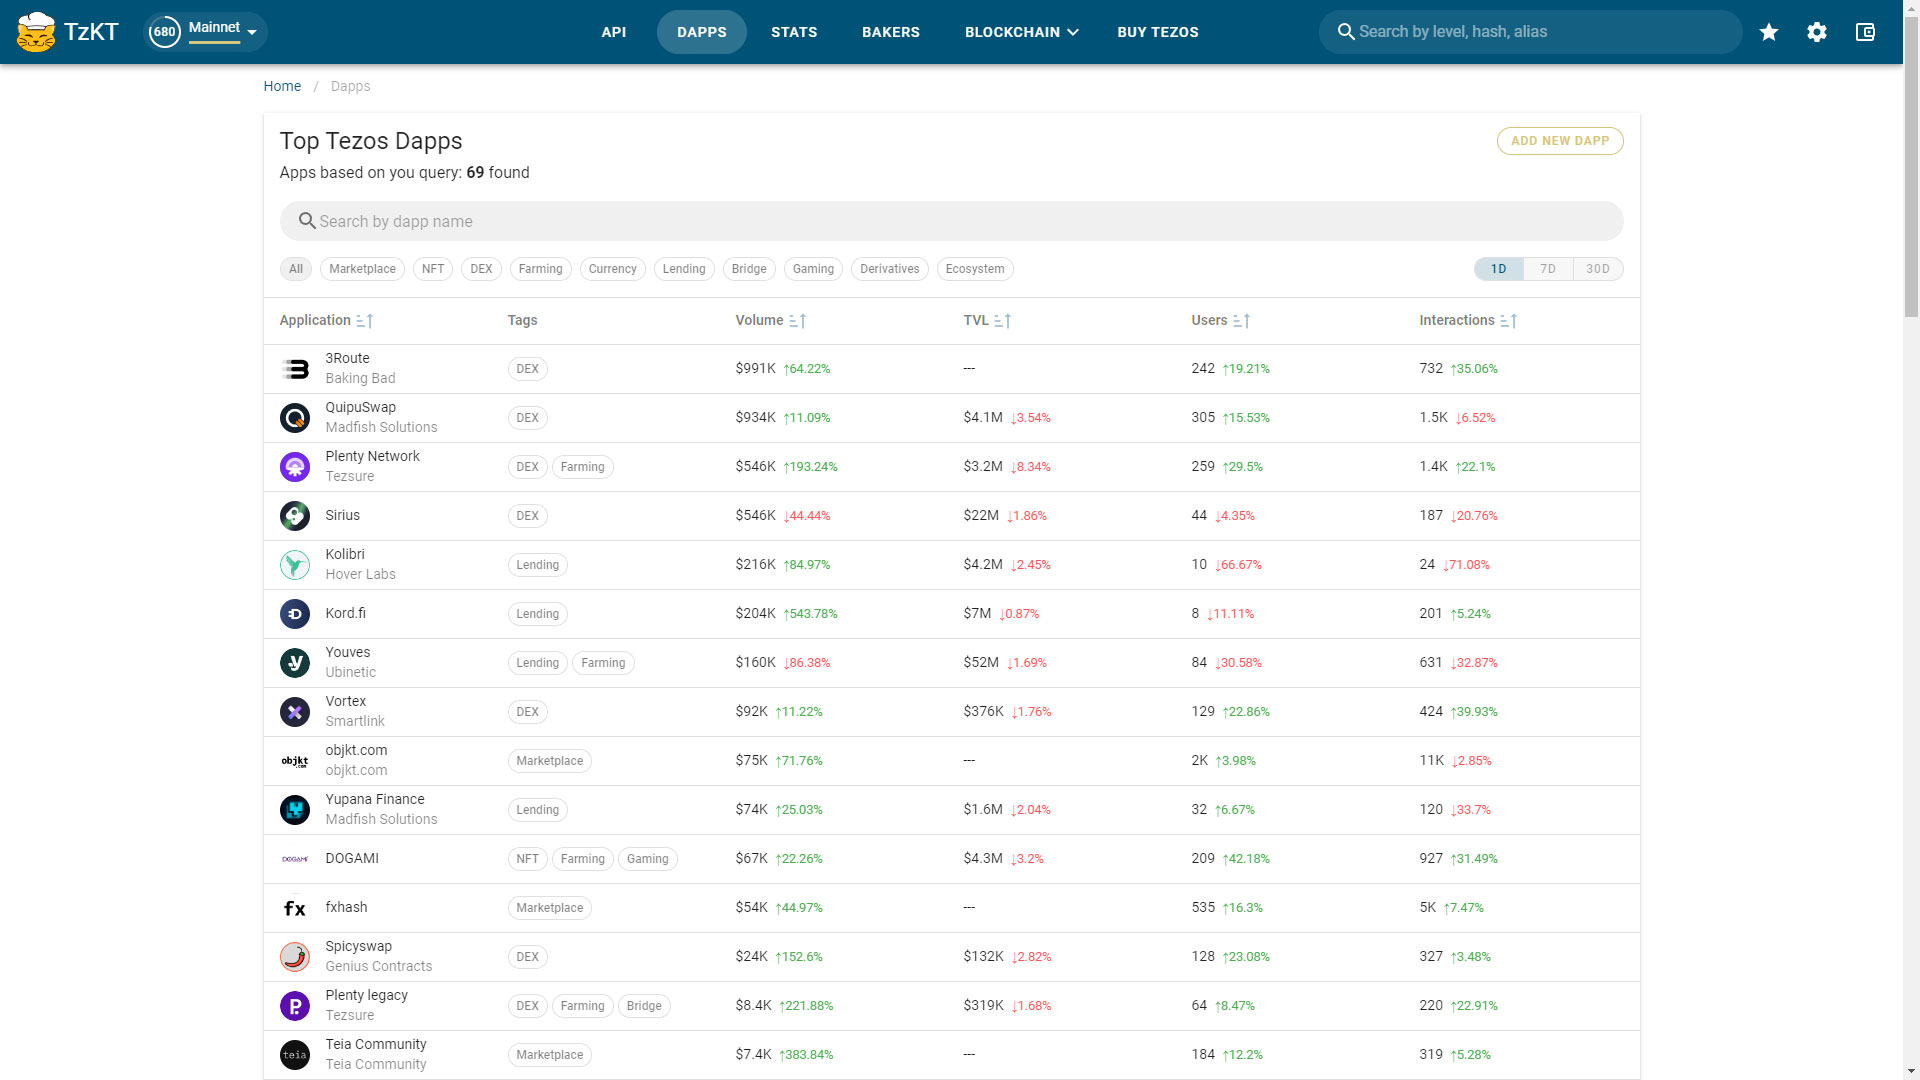 TzKT 680 Mainnet API DAPPS STATS BAKERS BLOCKCHAIN BUY TEZOS Search by level, hash, alias
Home / Dapps
Top Tezos Dapps ADD NEW DAPP
Apps based on you query: 69 found
Search by dapp name
All Marketplace NFT DEX Farming Currency Lending Bridge Gaming Derivatives Ecosystem 1D 7D 30D
Application Tags Volume TVL Users Interactions
3Route
Baking Bad
DEX $991K ↑64.22% --- 242 ↑19.21% 732 ↑35.06%
QuipuSwap
Madfish Solutions
DEX $934K ↑11.09% $4.1M ↓3.54% 305 ↑15.53% 1.5K ↓6.52%
Plenty Network
Tezsure
DEX Farming $546K ↑193.24% $3.2M ↓8.34% 259 ↑29.5% 1.4K ↑22.1%
Sirius DEX $546K ↓44.44% $22M ↓1.86% 44 ↓4.35% 187 ↓20.76%
Kolibri
Hover Labs
Lending $216K ↑84.97% $4.2M ↓2.45% 10 ↓66.67% 24 ↓71.08%
Kord.fi Lending $204K ↑543.78% $7M ↓0.87% 8 ↓11.11% 201 ↑5.24%
Youves
Ubinetic
Lending Farming $160K ↓86.38% $52M ↓1.69% 84 ↓30.58% 631 ↓32.87%
Vortex
Smartlink
DEX $92K ↑11.22% $376K ↓1.76% 129 ↑22.86% 424 ↑39.93%
objkt.com
objkt.com
objkt.com
Marketplace $75K ↑71.76% --- 2K ↑3.98% 11K ↓2.85%
Yupana Finance
Madfish Solutions
Lending $74K ↑25.03% $1.6M ↓2.04% 32 ↑6.67% 120 ↓33.7%
DOGAMI DOGAMI NFT Farming Gaming $67K ↑22.26% $4.3M ↓3.2% 209 ↑42.18% 927 ↑31.49%
fx fxhash Marketplace $54K ↑44.97% --- 535 ↑16.3% 5K ↑7.47%
Spicyswap
Genius Contracts
DEX $24K ↑152.6% $132K ↓2.82% 128 ↑23.08% 327 ↑3.48%
Plenty legacy
Tezsure
DEX Farming Bridge $8.4K ↑221.88% $319K ↓1.68% 64 ↑8.47% 220 ↑22.91%
Teia Community
teia
Teia Community
Marketplace $7.4K ↑383.84% --- 184 ↑12.2% 319 ↑5.28%